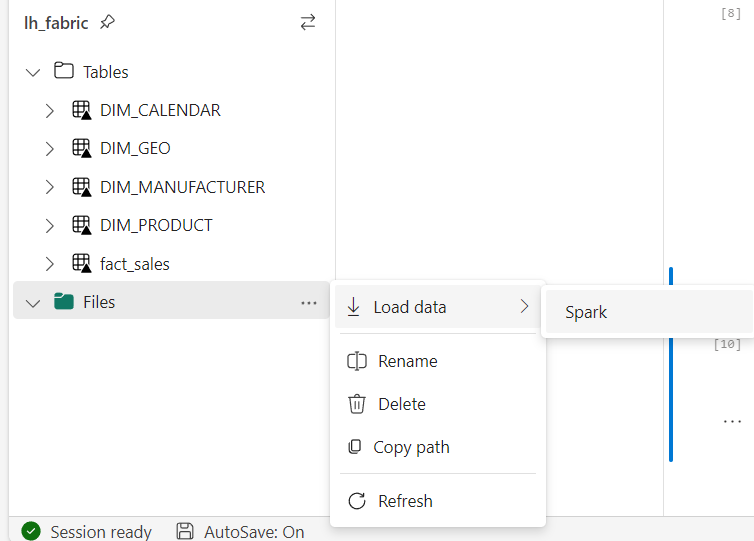 lh_fabric
[8]
Tables
DIM_CALENDAR
DIM_GEO
DIM_MANUFACTURER
DIM_PRODUCT
fact_sales
Files
...
Load data
Spark
Rename
[10]
Delete
...
Copy path
Refresh
Session ready
AutoSave: On